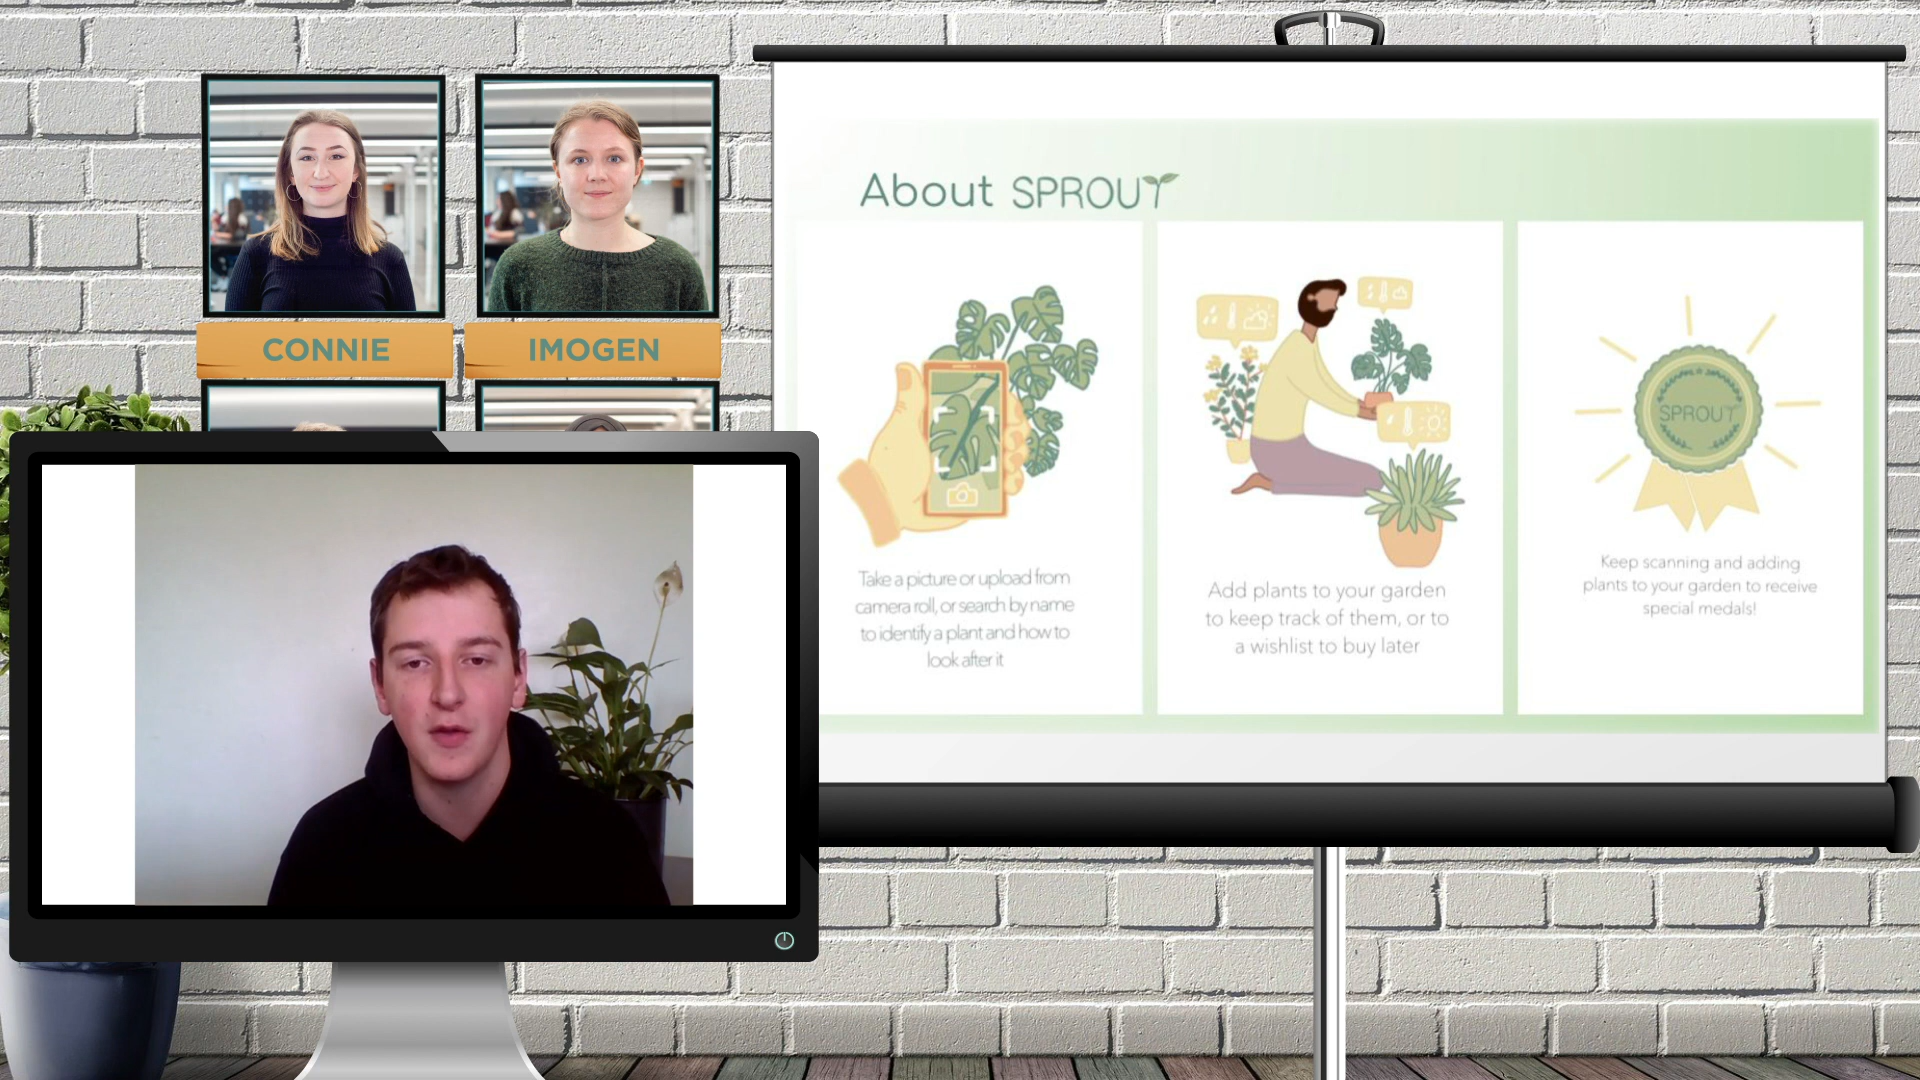 CONNIE
IMOGEN
About SPROUT
Take a picture or upload from
camera roll, or search by name
to identify a plant and how to
look after it
Add plants to your garden
to keep track of them, or to
a wishlist to buy later
SPROUT
Keep scanning and adding
plants to your garden to receive
special medals!